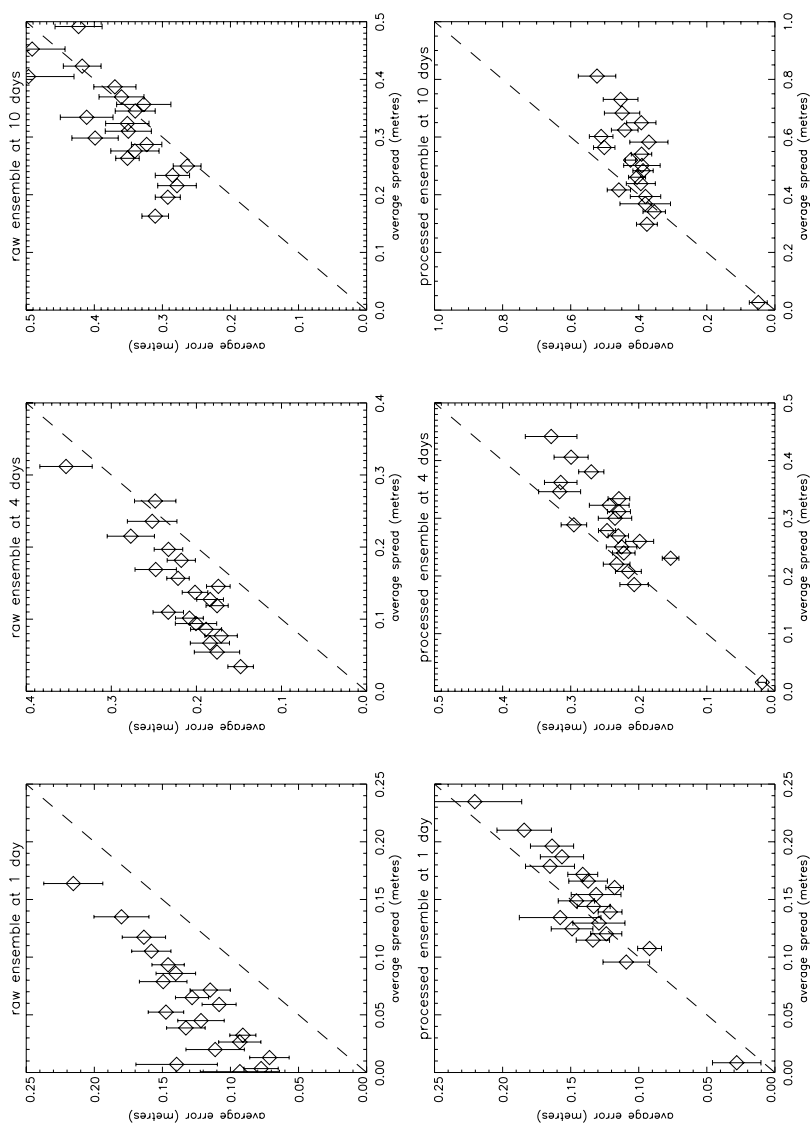 raw ensemble at 1 day
average error (metres)
0.25
0.20
0.15
0.10
0.05
0.00
0.00 0.05 0.10 0.15 0.20 0.25
average spread (metres)
raw ensemble at 4 days
average error (metres)
0.4
0.3
0.2
0.1
0.0
0.0 0.1 0.2 0.3 0.4
average spread (metres)
raw ensemble at 10 days
average error (metres)
0.5
0.4
0.3
0.2
0.1
0.0
0.0 0.1 0.2 0.3 0.4 0.5
average spread (metres)
processed ensemble at 1 day
average error (metres)
0.25
0.20
0.15
0.10
0.05
0.00
0.00 0.05 0.10 0.15 0.20 0.25
average spread (metres)
processed ensemble at 4 days
average error (metres)
0.5
0.4
0.3
0.2
0.1
0.0
0.0 0.1 0.2 0.3 0.4 0.5
average spread (metres)
processed ensemble at 10 days
average error (metres)
1.0
0.8
0.6
0.4
0.2
0.0
0.0 0.2 0.4 0.6 0.8 1.0
average spread (metres)